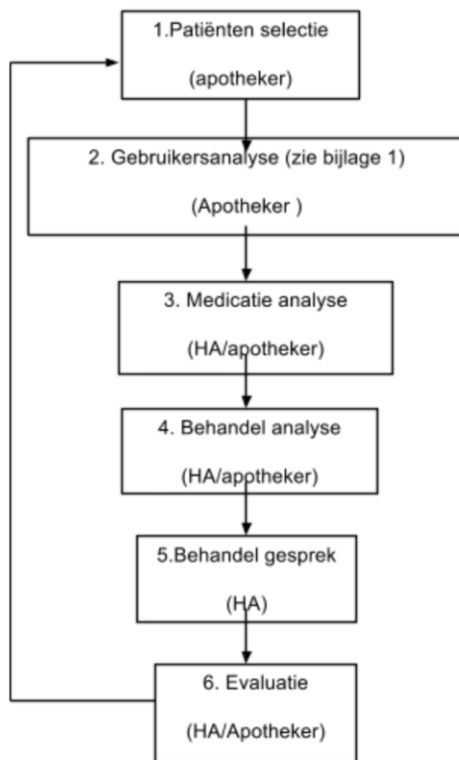 1.Patiënten selectie
(apotheker)
2. Gebruikersanalyse (zie bijlage 1)
(Apotheker )
3. Medicatie analyse
(HA/apotheker)
4. Behandel analyse
(HA/apotheker)
5.Behandel gesprek
(HA)
6. Evaluatie
(HA/Apotheker)